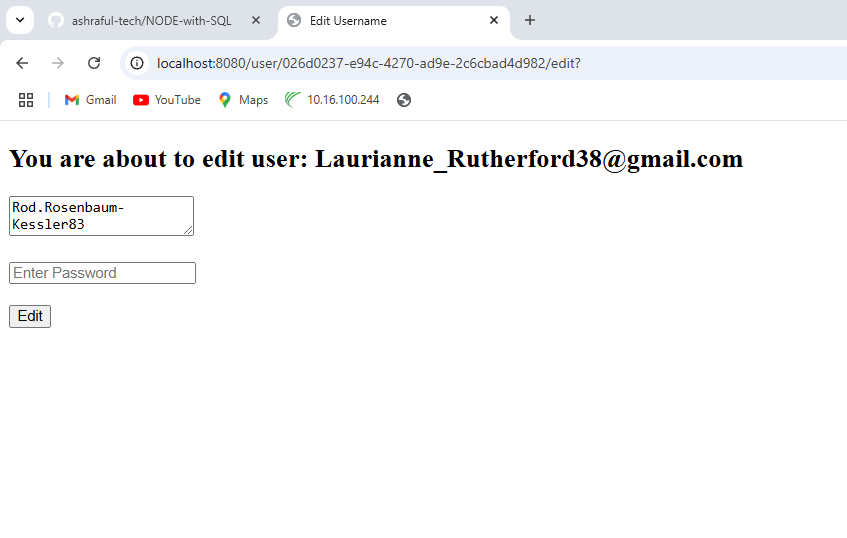 ashraful-tech/NODE-with-SQL
Edit Username
localhost:8080/user/026d0237-e94c-4270-ad9e-2c6cbad4d982/edit?
Gmail
YouTube
Maps
10.16.100.244
You are about to edit user: Laurianne_Rutherford38@gmail.com
Rod.Rosenbaum-
Kessler83
Enter Password
Edit